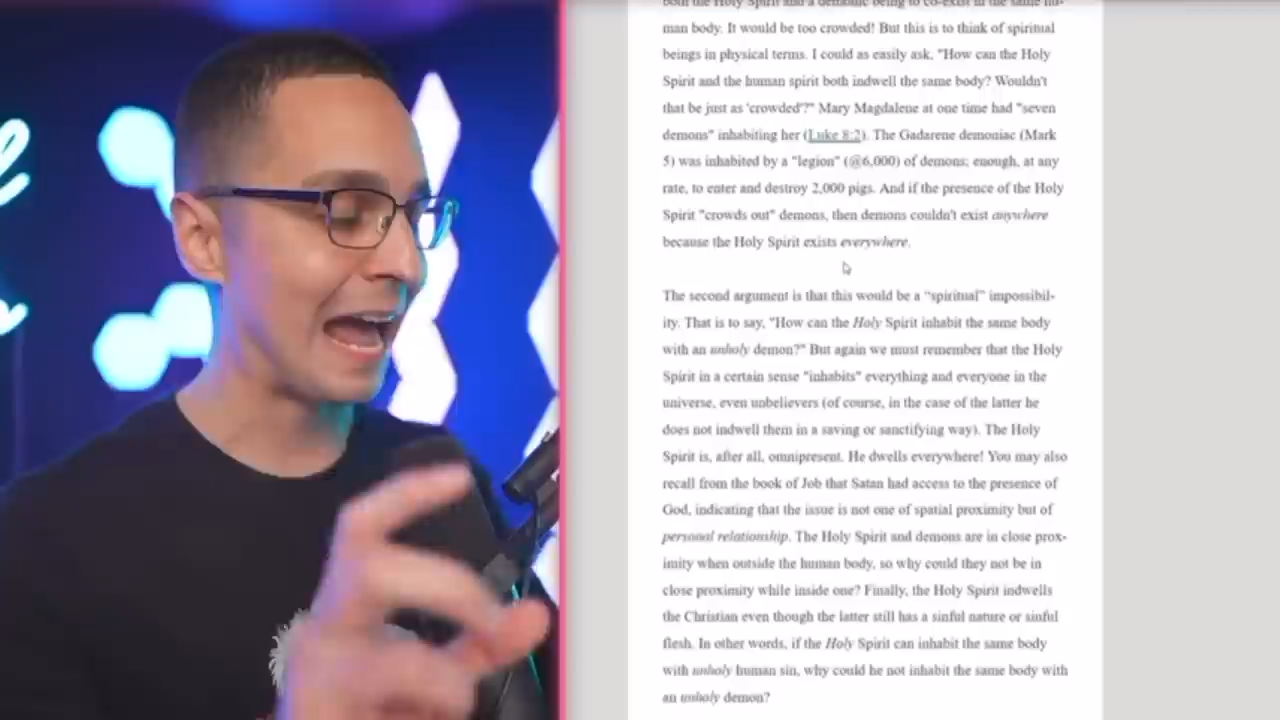 both the Holy Spirit and a demonic being to co-exist in the same hu-
man body. It would be too crowded! But this is to think of spiritual
beings in physical terms. I could as easily ask, "How can the Holy
Spirit and the human spirit both indwell the same body? Wouldn't
that be just as 'crowded'?" Mary Magdalene at one time had "seven
demons" inhabiting her (Luke 8:2). The Gadarene demoniac (Mark
5) was inhabited by a "legion" (@6,000) of demons; enough, at any
rate, to enter and destroy 2,000 pigs. And if the presence of the Holy
Spirit "crowds out" demons, then demons couldn't exist anywhere
because the Holy Spirit exists everywhere.
The second argument is that this would be a "spiritual" impossibil-
ity. That is to say, "How can the Holy Spirit inhabit the same body
with an unholy demon?" But again we must remember that the Holy
Spirit in a certain sense "inhabits" everything and everyone in the
universe, even unbelievers (of course, in the case of the latter he
does not indwell them in a saving or sanctifying way). The Holy
Spirit is, after all, omnipresent. He dwells everywhere! You may also
recall from the book of Job that Satan had access to the presence of
God, indicating that the issue is not one of spatial proximity but of
personal relationship. The Holy Spirit and demons are in close prox-
imity when outside the human body, so why could they not be in
close proximity while inside one? Finally, the Holy Spirit indwells
the Christian even though the latter still has a sinful nature or sinful
flesh. In other words, if the Holy Spirit can inhabit the same body
with unholy human sin, why could he not inhabit the same body with
an unholy demon?